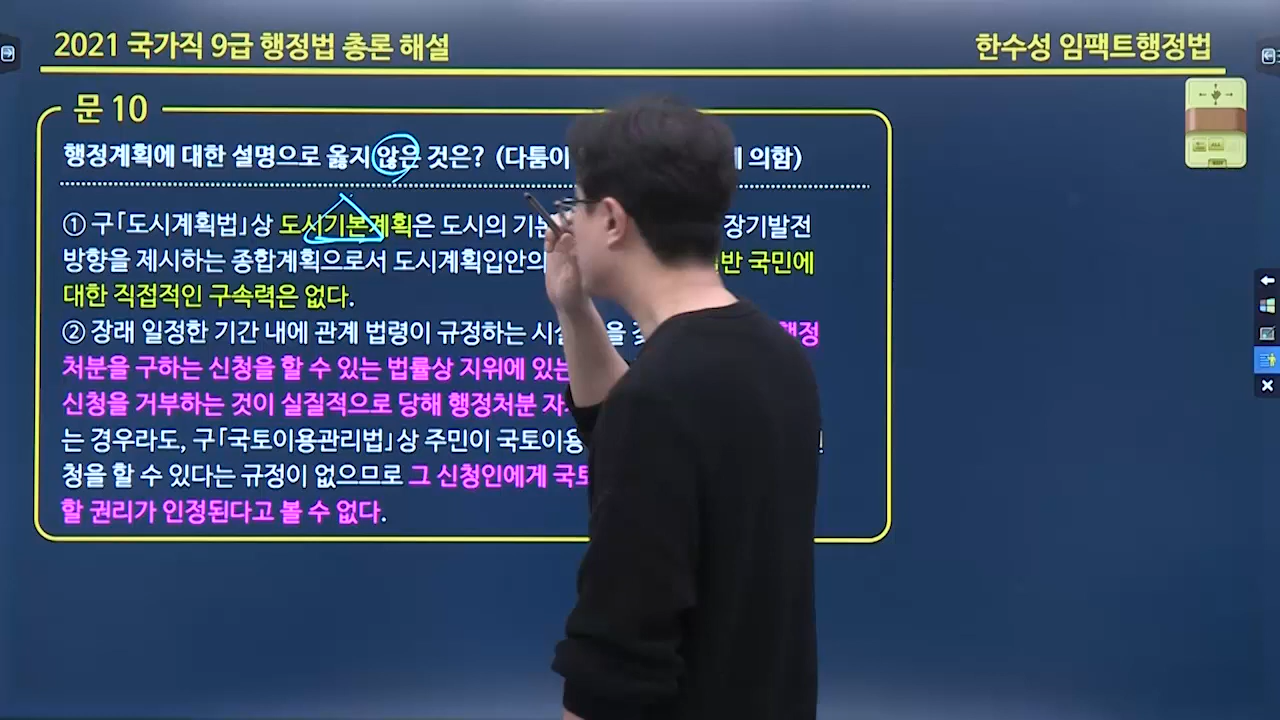 2021 국가직 9급 행정법 총론 해설
한수성 임팩트행정법
문 10
행정계획에 대한 설명으로 옳지 않은 것은? (다툼이 의함)
① 구「도시계획법」상 도시기본계획은 도시의 장기발전
방향을 제시하는 종합계획으로서 도시계획입안의 국민에
대한 직접적인 구속력은 없다.
② 장래 일정한 기간 내에 관계 법령이 규정하는 행정
처분을 구하는 신청을 할 수 있는 법률상 지위에 있는
신청을 거부하는 것이 실질적으로 당해 행정처분
는 경우라도, 구「국토이용관리법」상 주민이
청을 할 수 있다는 규정이 없으므로 그 신청인에게
할 권리가 인정된다고 볼 수 없다.